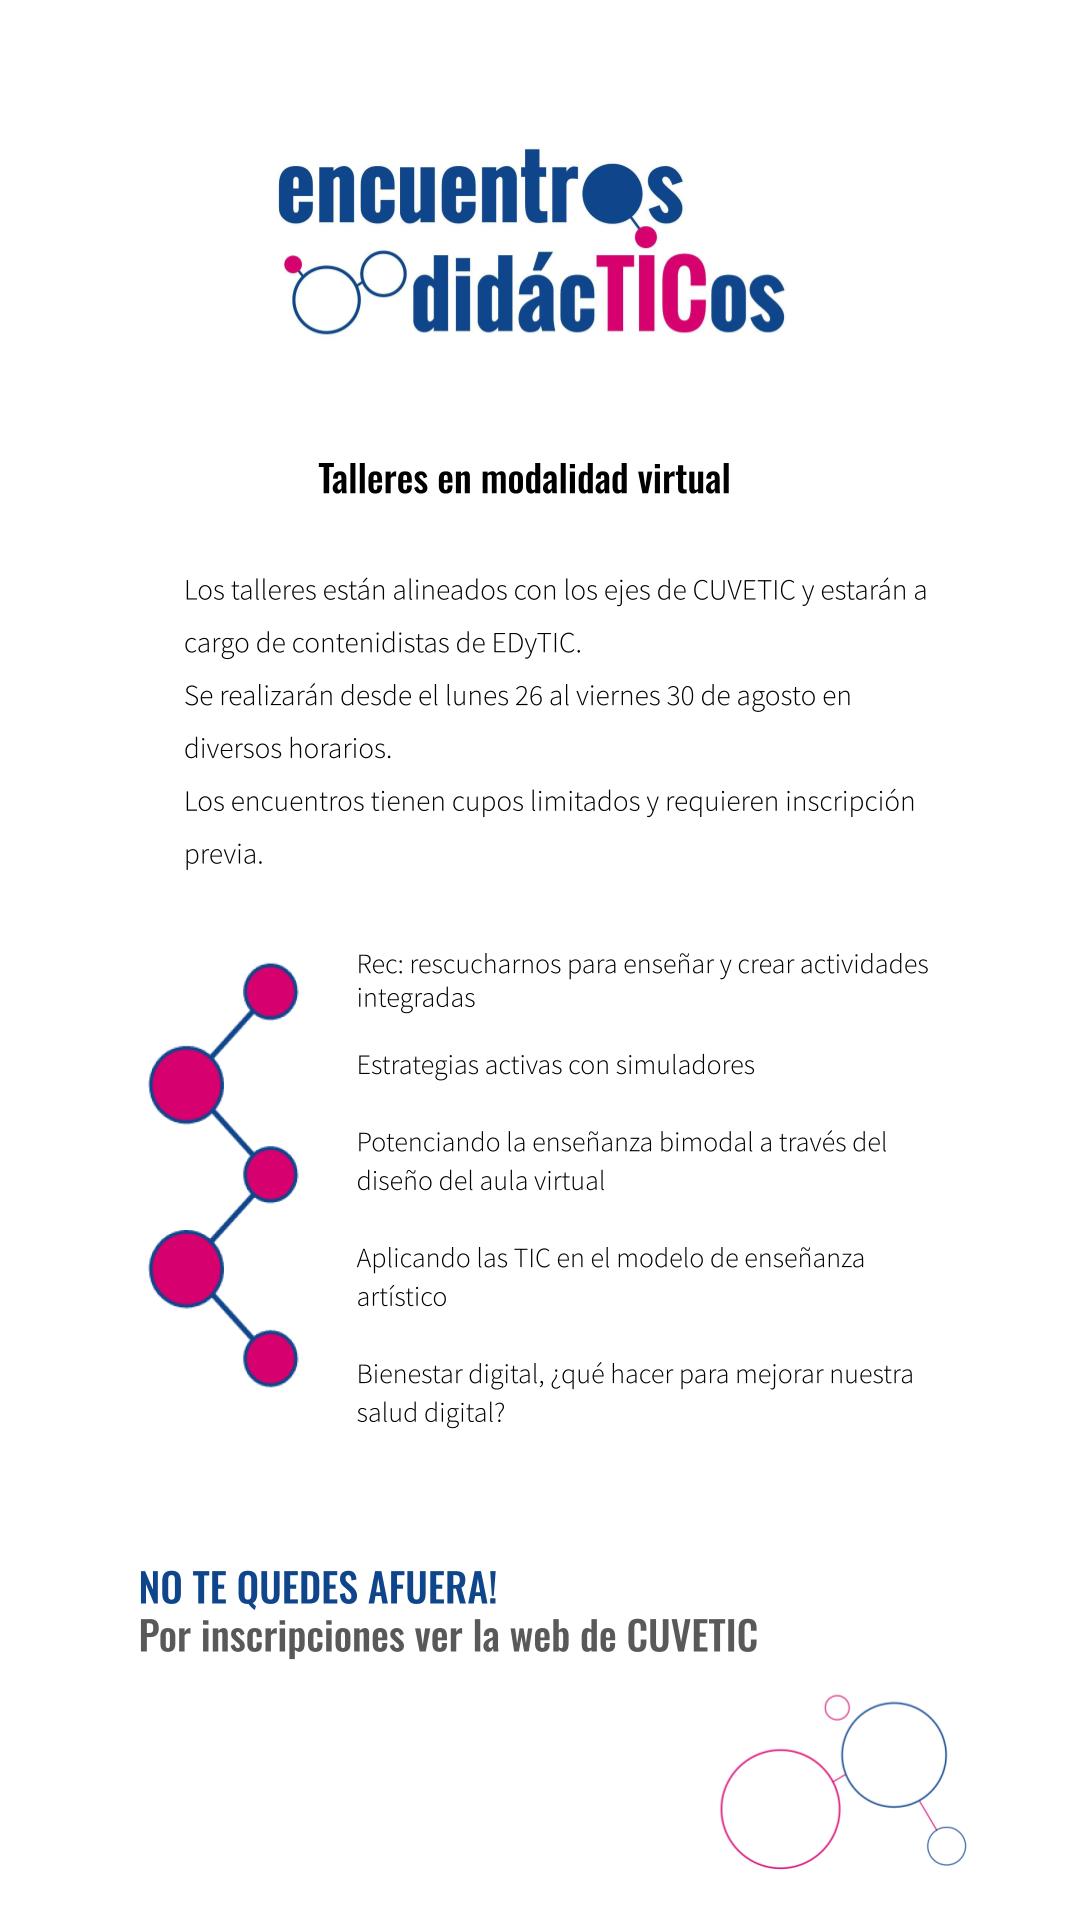 encuentros
didácTICos
Talleres en modalidad virtual
Los talleres están alineados con los ejes de CUVETIC y estarán a
cargo de contenidistas de EDyTIC.
Se realizarán desde el lunes 26 al viernes 30 de agosto en
diversos horarios.
Los encuentros tienen cupos limitados y requieren inscripción
previa.
Rec: rescucharnos para enseñar y crear actividades
integradas
Estrategias activas con simuladores
Potenciando la enseñanza bimodal a través del
diseño del aula virtual
Aplicando las TIC en el modelo de enseñanza
artístico
Bienestar digital, ¿qué hacer para mejorar nuestra
salud digital?
NO TE QUEDES AFUERA!
Por inscripciones ver la web de CUVETIC